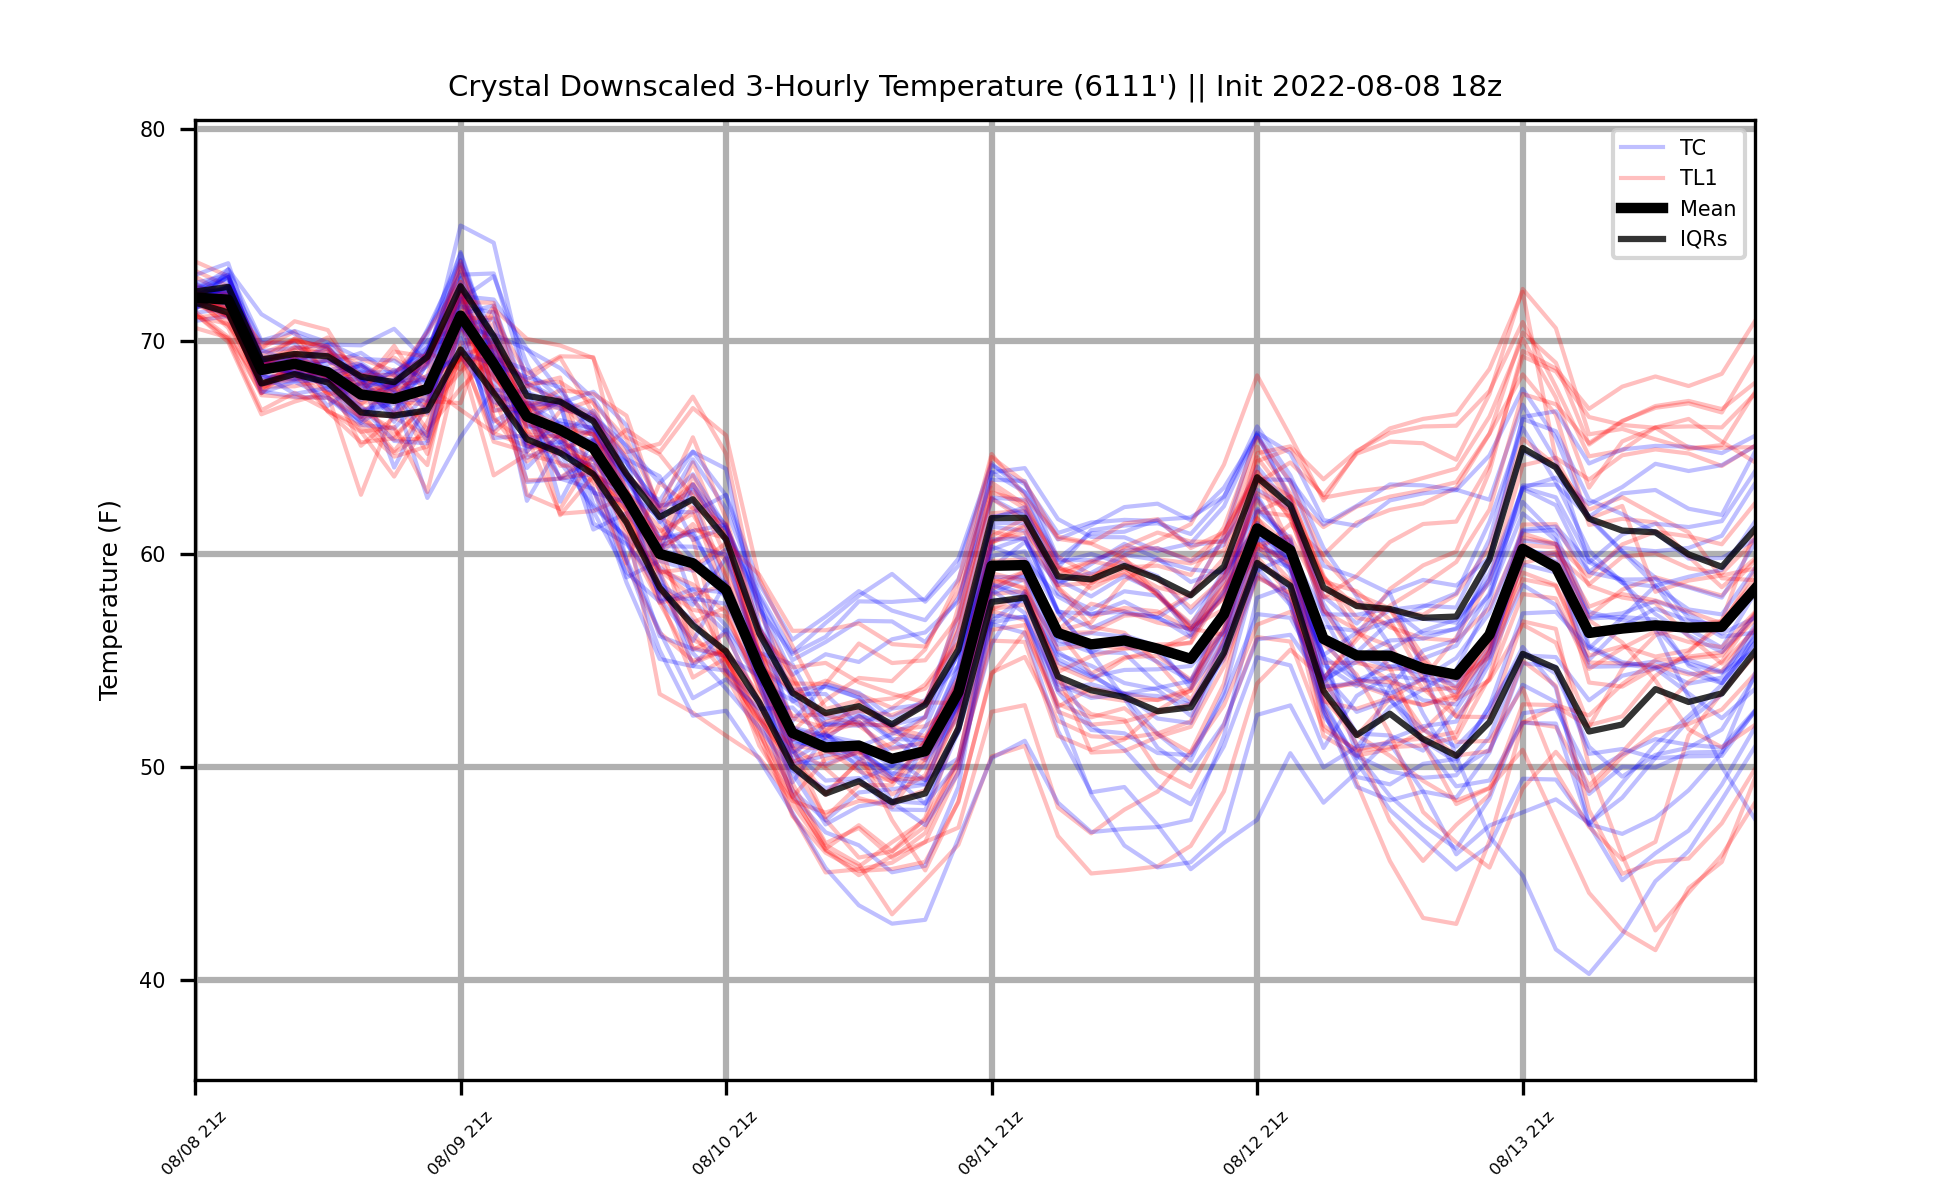 Crystal Downscaled 3-Hourly Temperature (6111') || Init 2022-08-08 18z
TC
TL1
Mean
IQRs
Temperature (F)
80
70
60
50
40
08/08 21z
08/09 21z
08/10 21z
08/11 21z
08/12 21z
08/13 21z